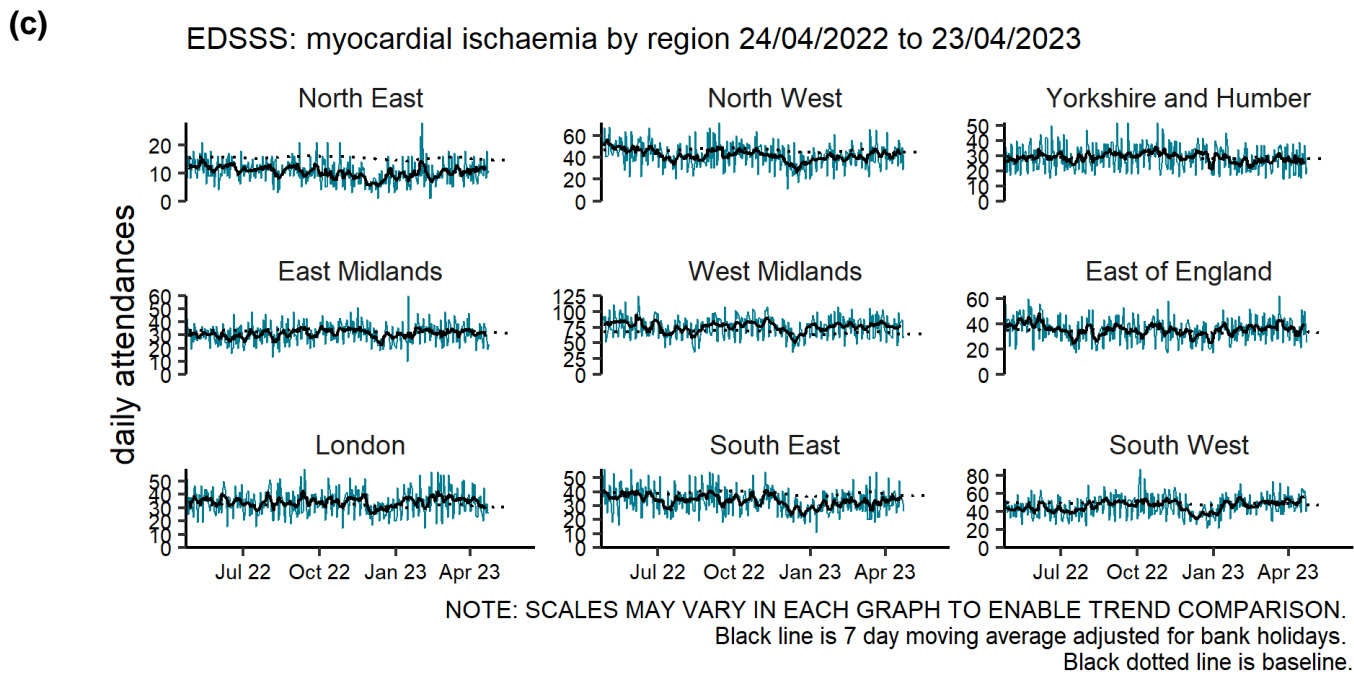 (c)
EDSSS: myocardial ischaemia by region 24/04/2022 to 23/04/2023
daily attendances
North East
20
10
0
North West
60
40
20
0
Yorkshire and Humber
50
40
30
20
10
0
East Midlands
60
50
40
30
20
10
0
West Midlands
125
100
75
50
25
0
East of England
60
40
20
0
London
50
40
30
20
10
0
South East
50
40
30
20
10
0
South West
80
60
40
20
0
Jul 22 Oct 22 Jan 23 Apr 23
Jul 22 Oct 22 Jan 23 Apr 23
Jul 22 Oct 22 Jan 23 Apr 23
NOTE: SCALES MAY VARY IN EACH GRAPH TO ENABLE TREND COMPARISON.
Black line is 7 day moving average adjusted for bank holidays.
Black dotted line is baseline.